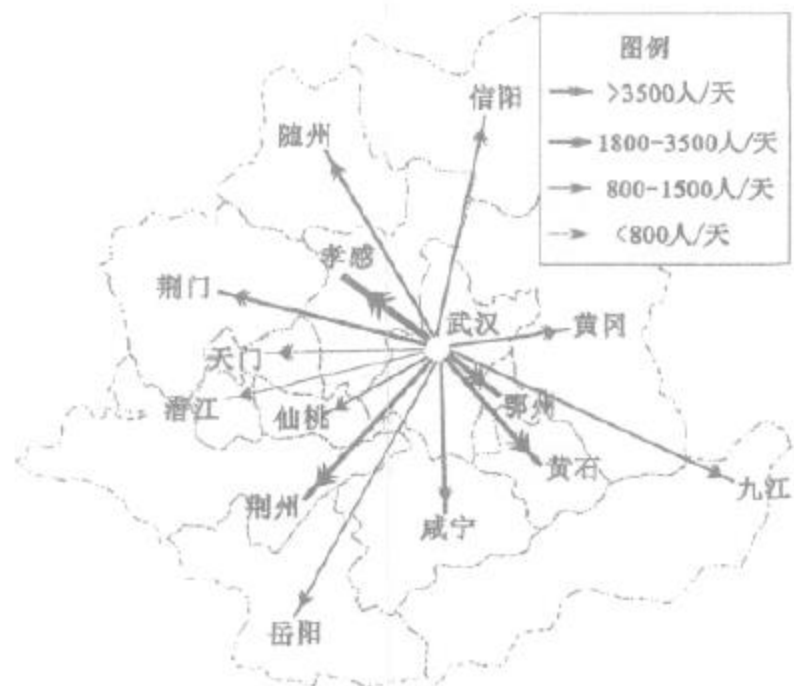 图例
>3500人/天
1800-3500人/天
800-1500人/天
<800人/天
信阳
随州
孝感
荆门
武汉
黄冈
天门
潜江
仙桃
鄂州
黄石
九江
荆州
咸宁
岳阳